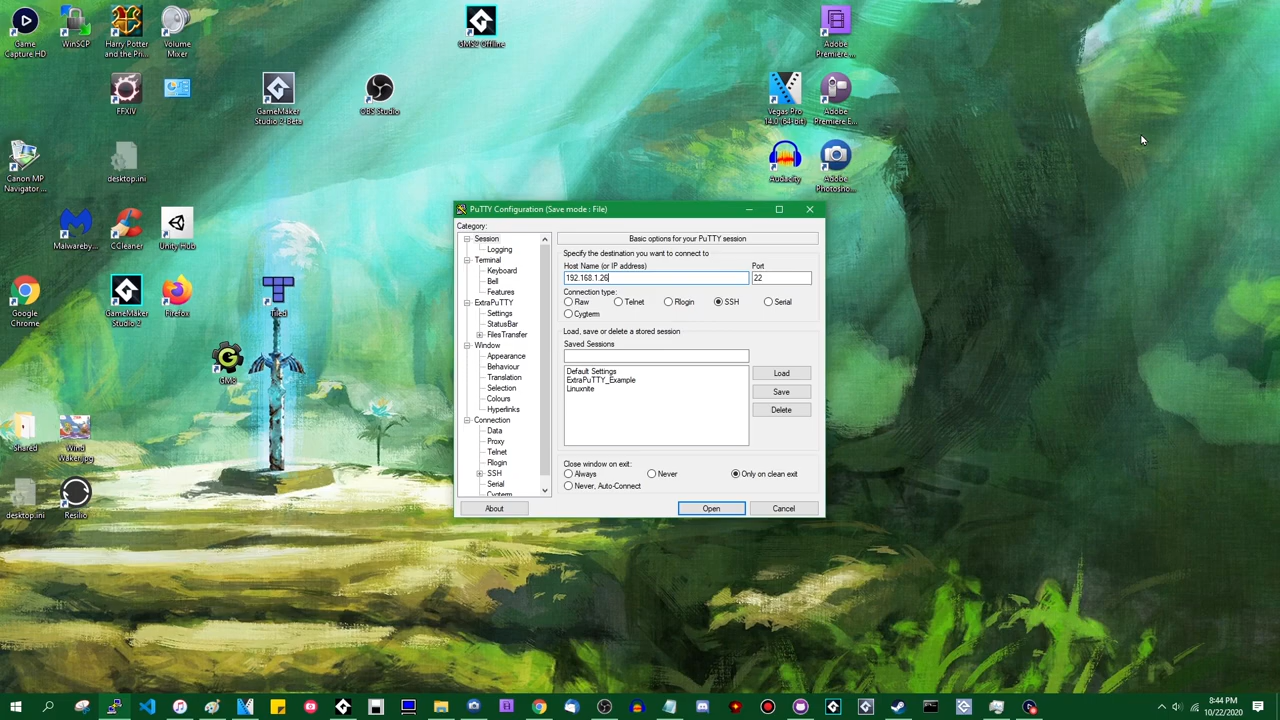 Game
Capture HD
WinSCP
Harry Potter
and the Pri...
Volume
Mixer
GMS2 Offline
Adobe
Premiere ...
FFXIV
GameMaker
Studio 2 Beta
OBS Studio
Vegas Pro
14.0 (64-bit)
Adobe
Premiere E...
Canon MP
Navigator ...
desktop.ini
Audacity
Adobe
Photosho...
Malwareby...
CCleaner
Unity Hub
Google
Chrome
GameMaker
Studio 2
Firefox
Tiled
GM8
Shared
Wind
Waker.jpg
desktop.ini
Resilio
PuTTY Configuration (Save mode : File)
Category:
Session
Logging
Terminal
Keyboard
Bell
Features
ExtraPuTTY
Settings
StatusBar
FilesTransfer
Window
Appearance
Behaviour
Translation
Selection
Colours
Hyperlinks
Connection
Data
Proxy
Telnet
Rlogin
SSH
Serial
Cygterm
Basic options for your PuTTY session
Specify the destination you want to connect to
Host Name (or IP address)
Port
192.168.1.26
22
Connection type:
Raw
Telnet
Rlogin
SSH
Serial
Cygterm
Load, save or delete a stored session
Saved Sessions
Default Settings
ExtraPuTTY_Example
Linuxnite
Load
Save
Delete
Close window on exit:
Always
Never
Only on clean exit
Never, Auto-Connect
About
Open
Cancel
8:44 PM
10/22/2020